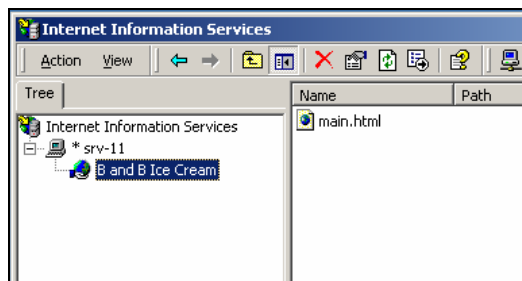 Internet Information Services
Action View
Tree
Name Path
Internet Information Services
* srv-11
B and B Ice Cream
main.html